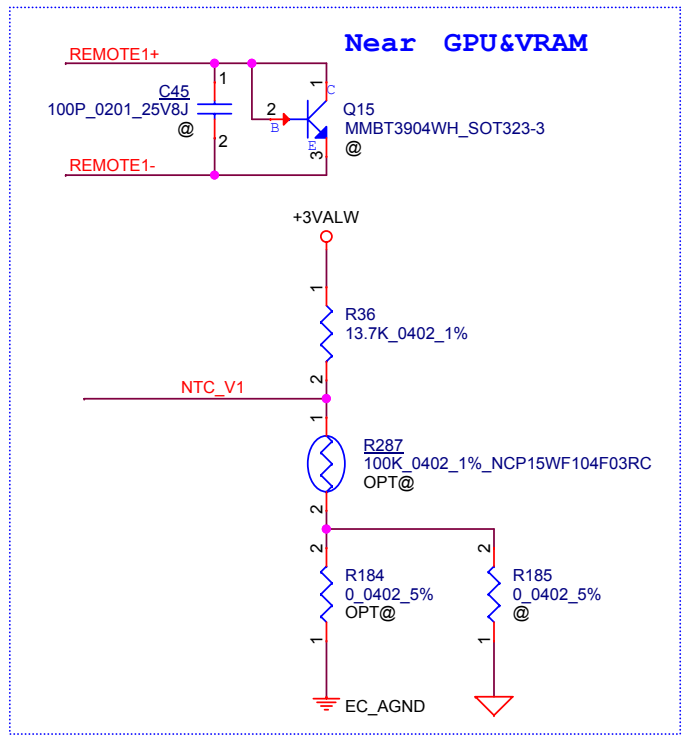 Near GPU&VRAM
REMOTE1+
1
C45
100P_0201_25V8J
@
2
1
C
2
B
E
3
Q15
MMBT3904WH_SOT323-3
@
REMOTE1-
+3VALW
1
R36
13.7K_0402_1%
2
NTC_V1
1
R287
100K_0402_1%_NCP15WF104F03RC
OPT@
2
2
R184
0_0402_5%
OPT@
1
2
R185
0_0402_5%
@
1
EC_AGND